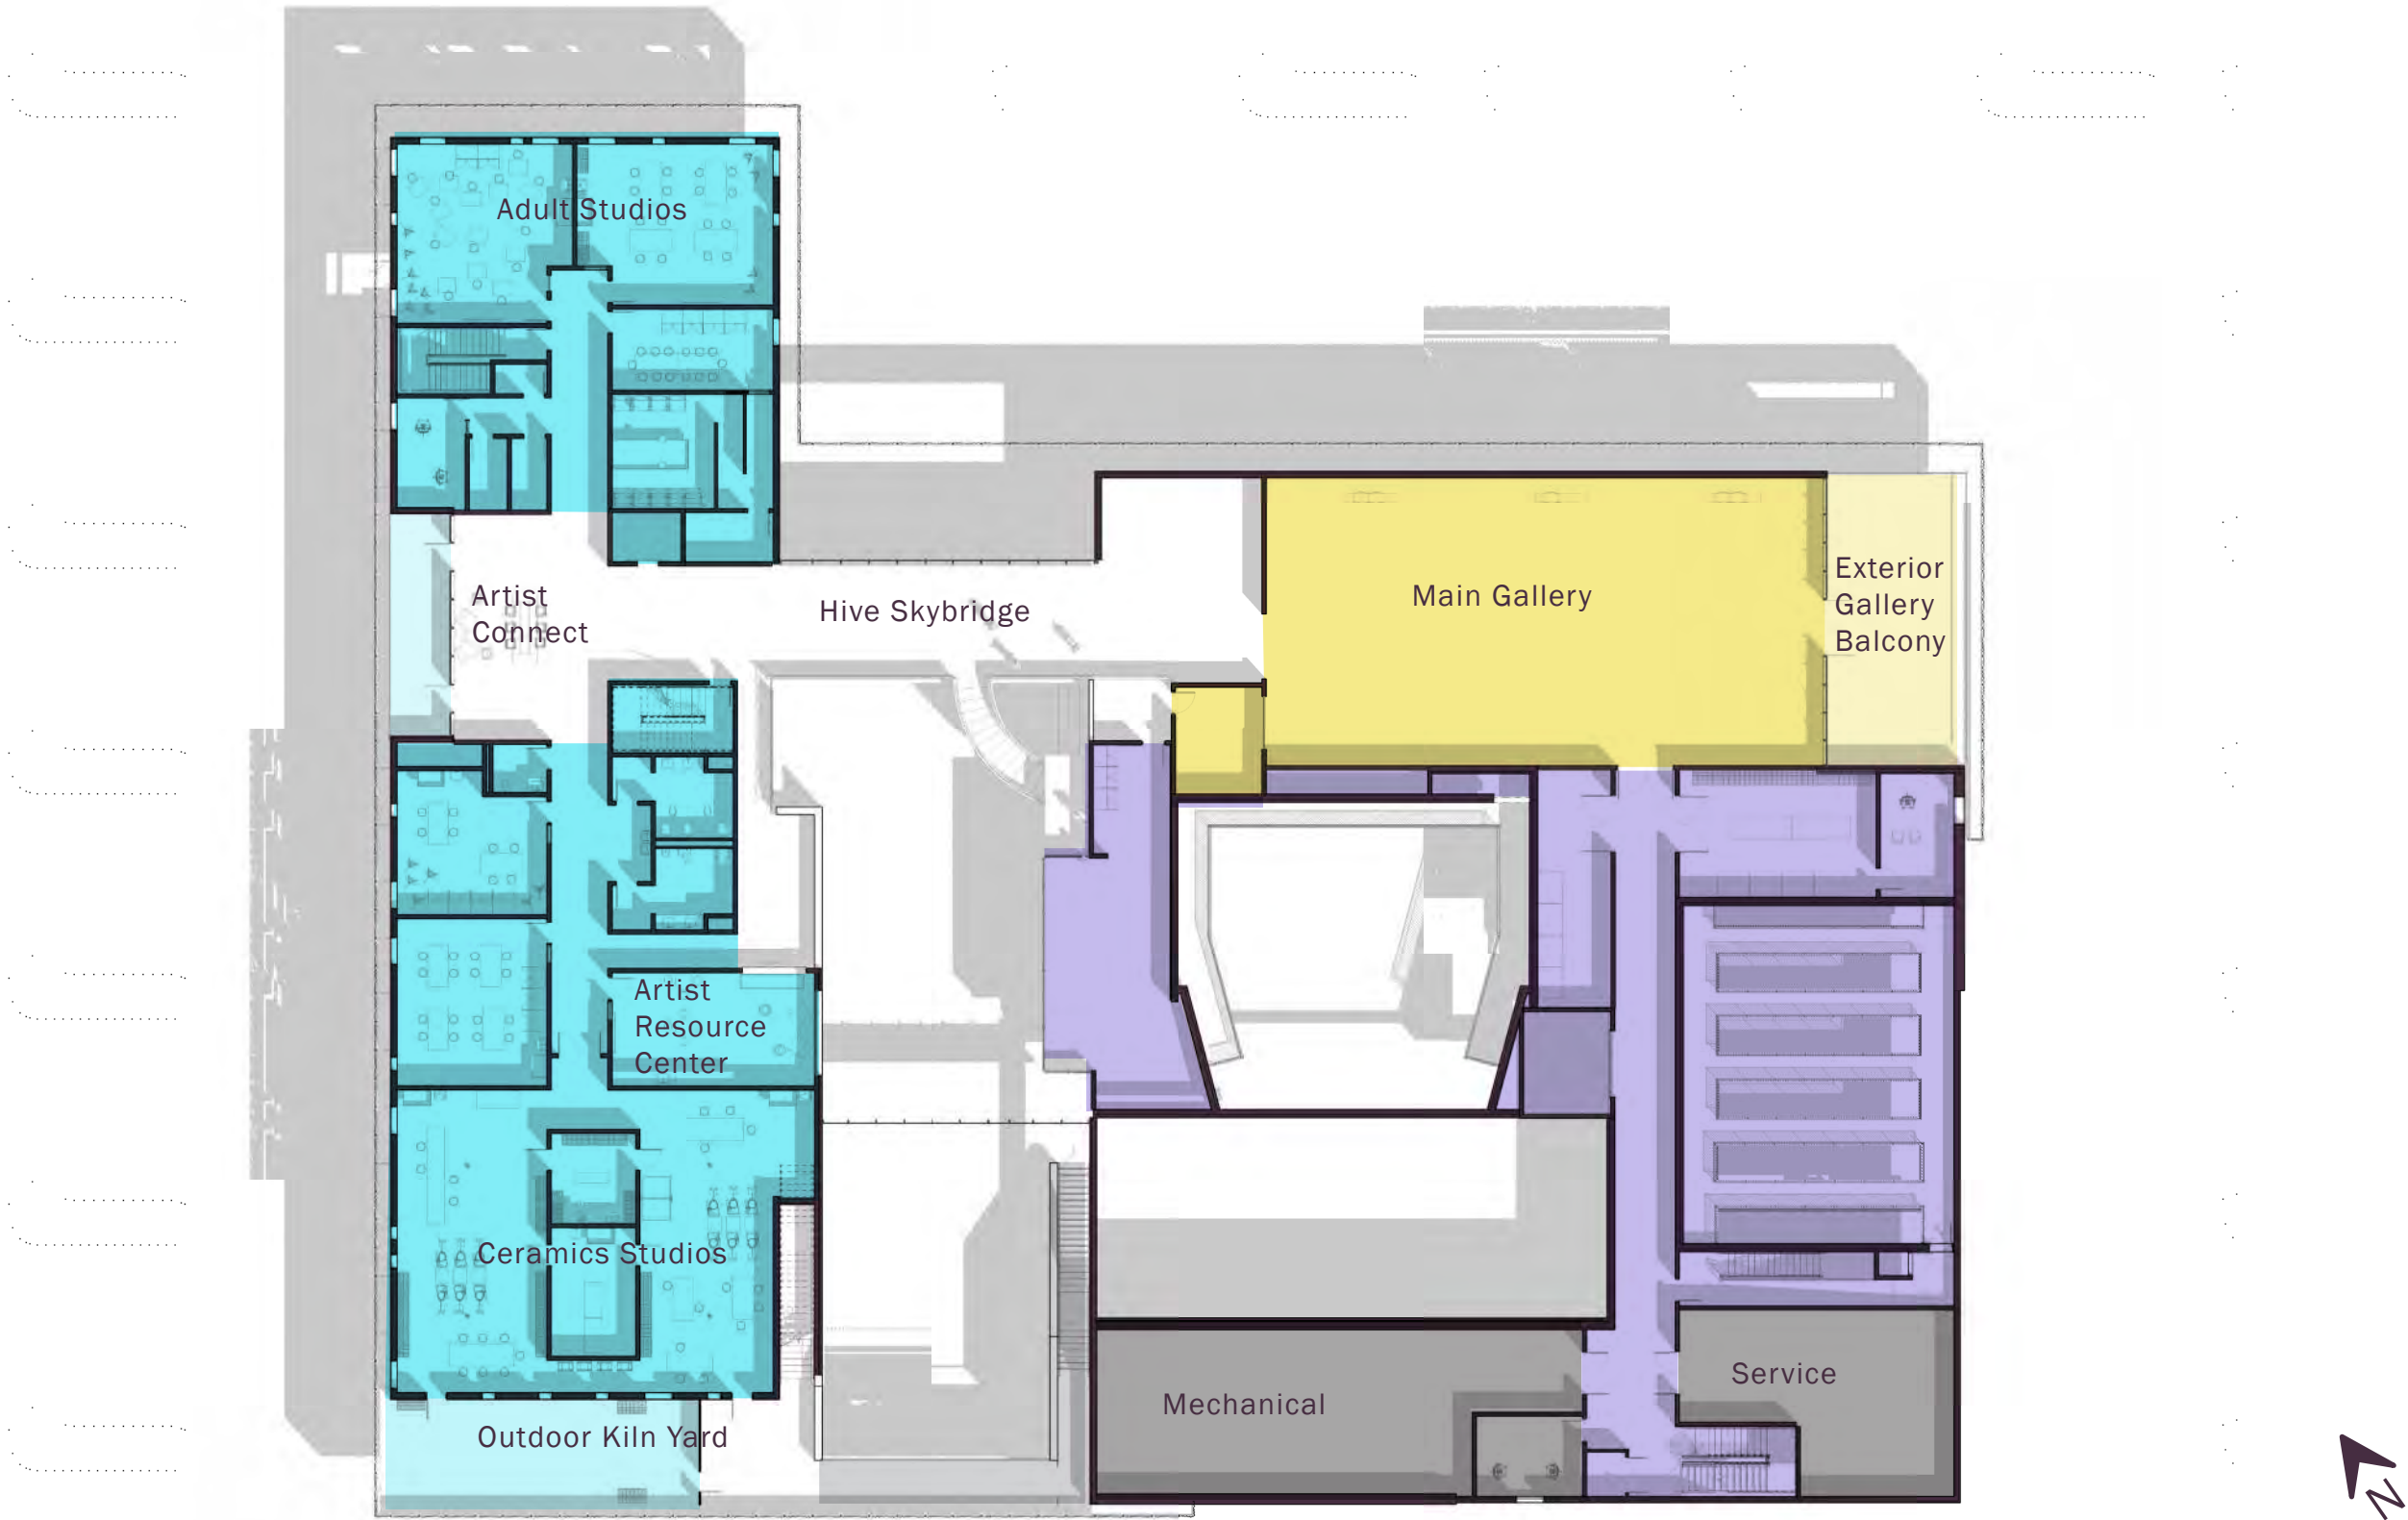 Adult Studios
Artist
Connect
Hive Skybridge
Main Gallery
Exterior
Gallery
Balcony
Artist
Resource
Center
Ceramics Studios
Outdoor Kiln Yard
Mechanical
Service
N